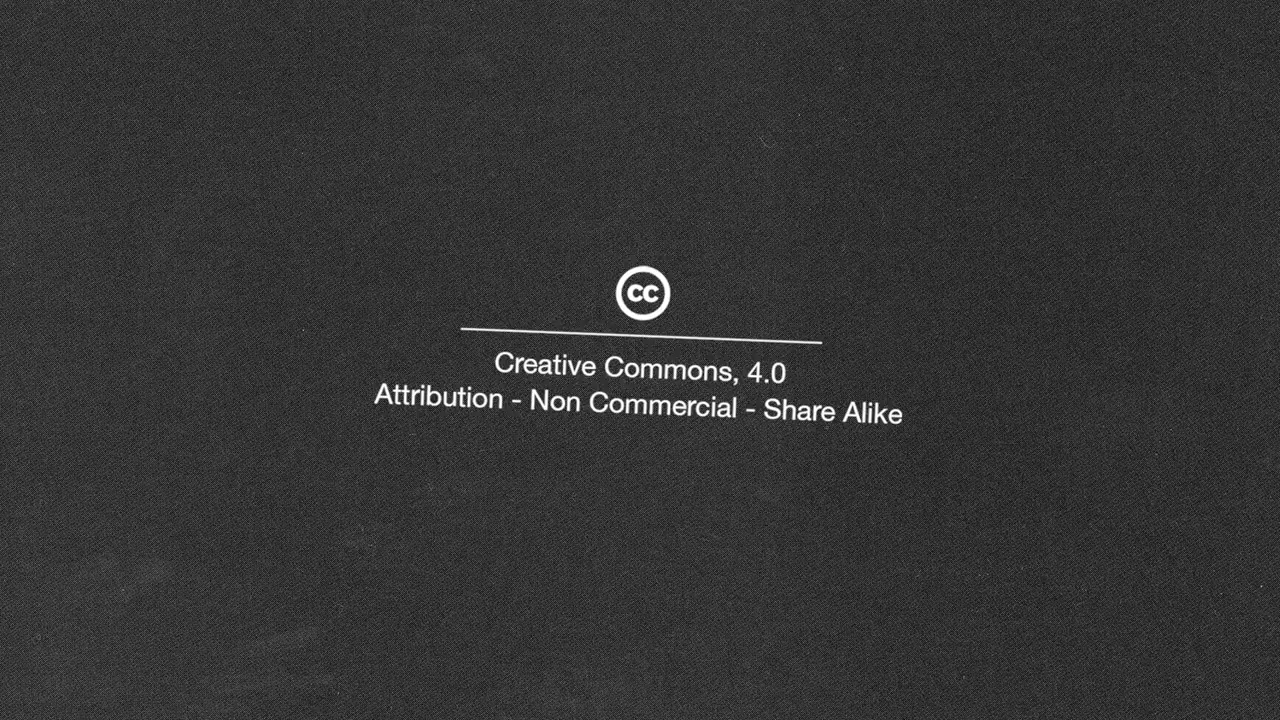 cc
Creative Commons, 4.0
Attribution - Non Commercial - Share Alike